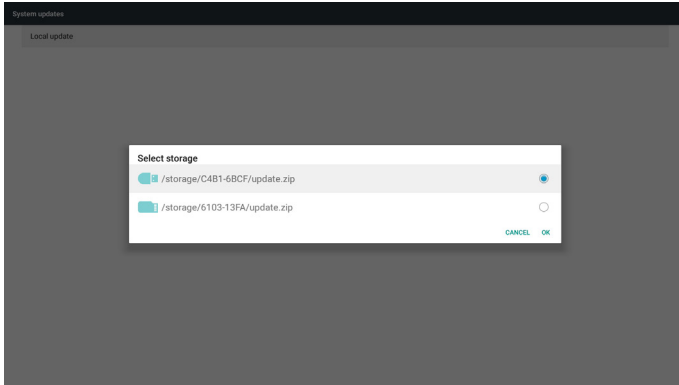 System updates
Local update
Select storage
/storage/C4B1-6BCF/update.zip
/storage/6103-13FA/update.zip
CANCEL OK